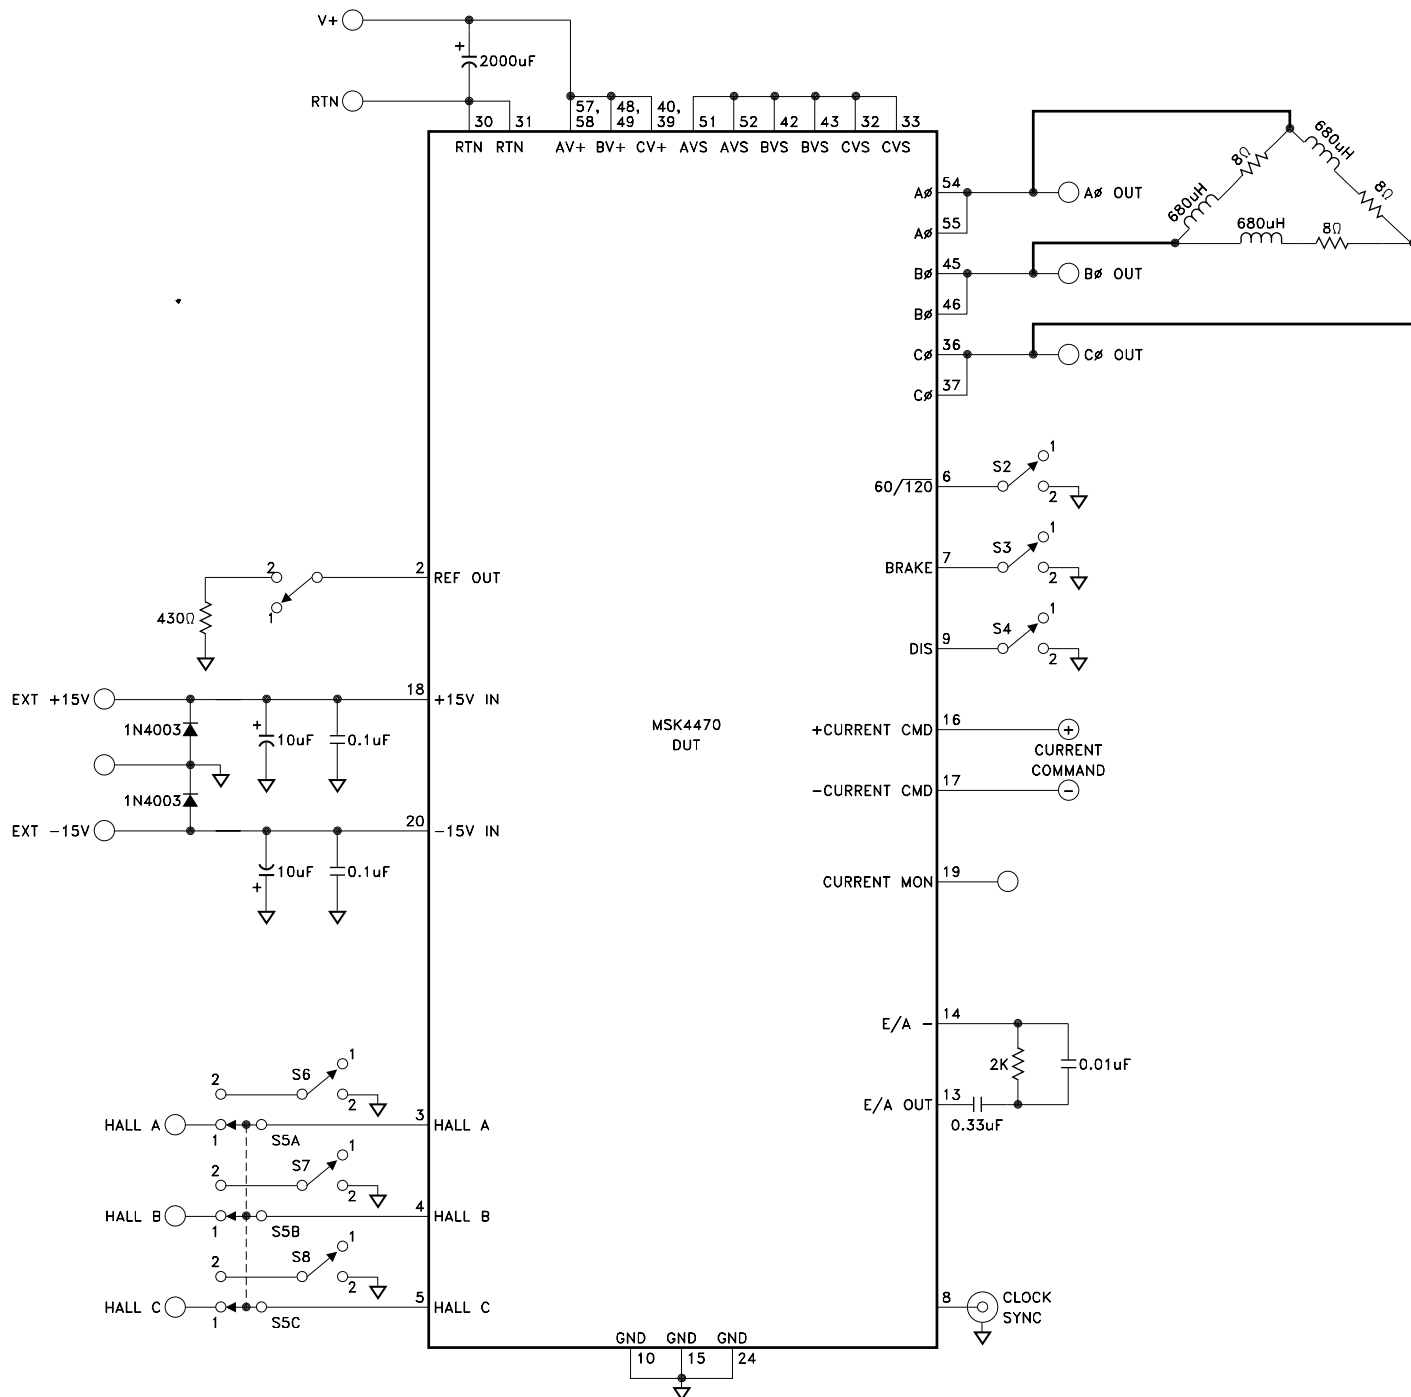 V+
+
2000uF
RTN
30 31 57, 58 48, 49 40, 39 51 52 42 43 32 33
RTN RTN AV+ BV+ CV+ AVS AVS BVS BVS CVS CVS
AØ 54 AØ OUT
AØ 55
BØ 45 BØ OUT
BØ 46
CØ 36 CØ OUT
CØ 37
680uH 8Ω
680uH 8Ω
680uH 8Ω
60/120 6 S2 1 2
BRAKE 7 S3 1 2
DIS 9 S4 1 2
2 1 2 REF OUT
430Ω
EXT +15V 18 +15V IN
1N4003 + 10uF 0.1uF
1N4003
EXT -15V 20 -15V IN
10uF + 0.1uF
MSK4470
DUT
+CURRENT CMD 16 +
CURRENT
COMMAND
-CURRENT CMD 17 −
CURRENT MON 19
E/A - 14
2K 0.01uF
E/A OUT 13
0.33uF
2 S6 1 2
HALL A 1 S5A 3 HALL A
2 S7 1 2
HALL B 1 S5B 4 HALL B
2 S8 1 2
HALL C 1 S5C 5 HALL C
8 CLOCK
SYNC
GND GND GND
10 15 24